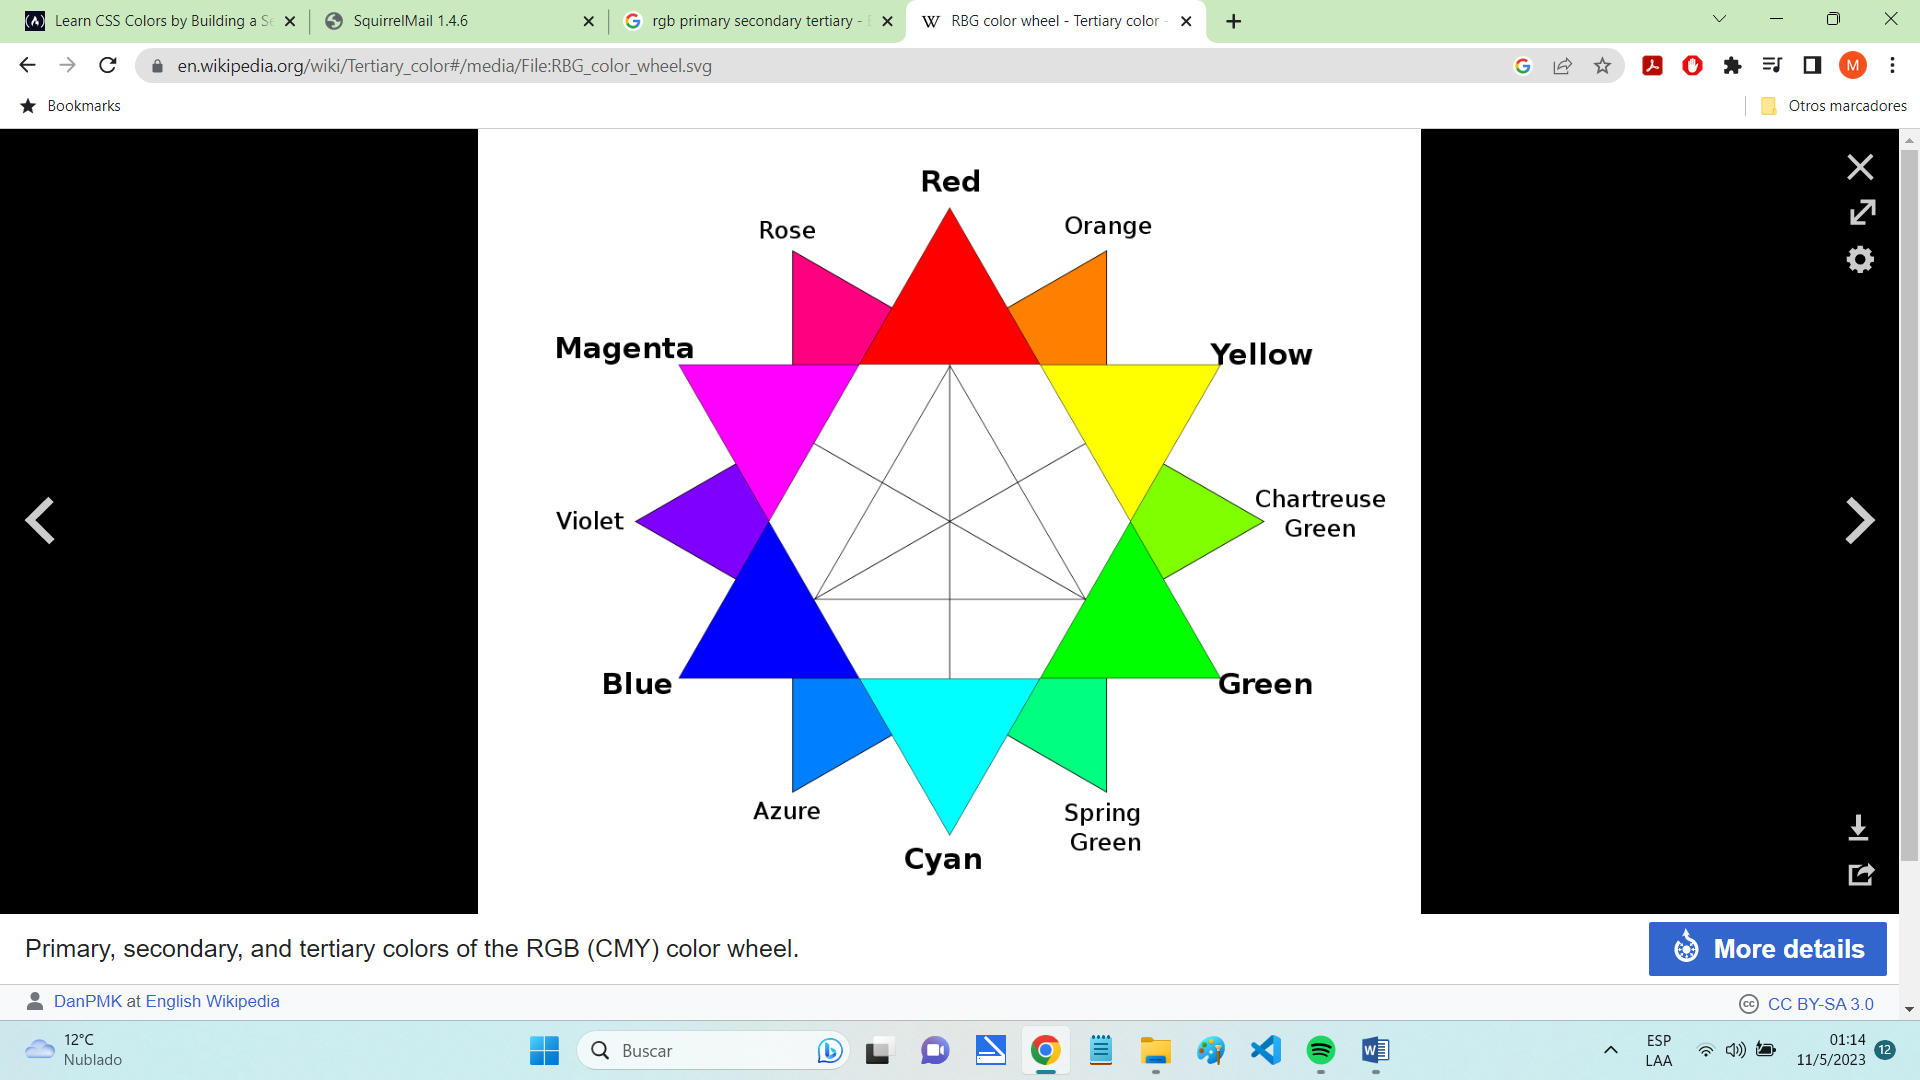 Learn CSS Colors by Building a Se
SquirrelMail 1.4.6
rgb primary secondary tertiary -
RBG color wheel - Tertiary color -
en.wikipedia.org/wiki/Tertiary_color#/media/File:RBG_color_wheel.svg
M
Bookmarks
Otros marcadores
Red
Rose
Orange
Magenta
Yellow
Violet
Chartreuse
Green
Blue
Green
Azure
Spring
Green
Cyan
Primary, secondary, and tertiary colors of the RGB (CMY) color wheel.
More details
DanPMK at English Wikipedia
CC BY-SA 3.0
12°C
Nublado
Buscar
ESP
LAA
01:14
11/5/2023
12